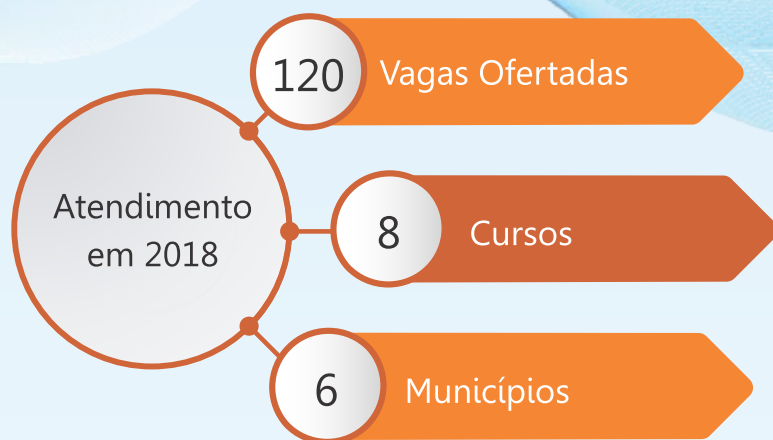 120 Vagas Ofertadas
Atendimento
em 2018
8 Cursos
6 Municípios